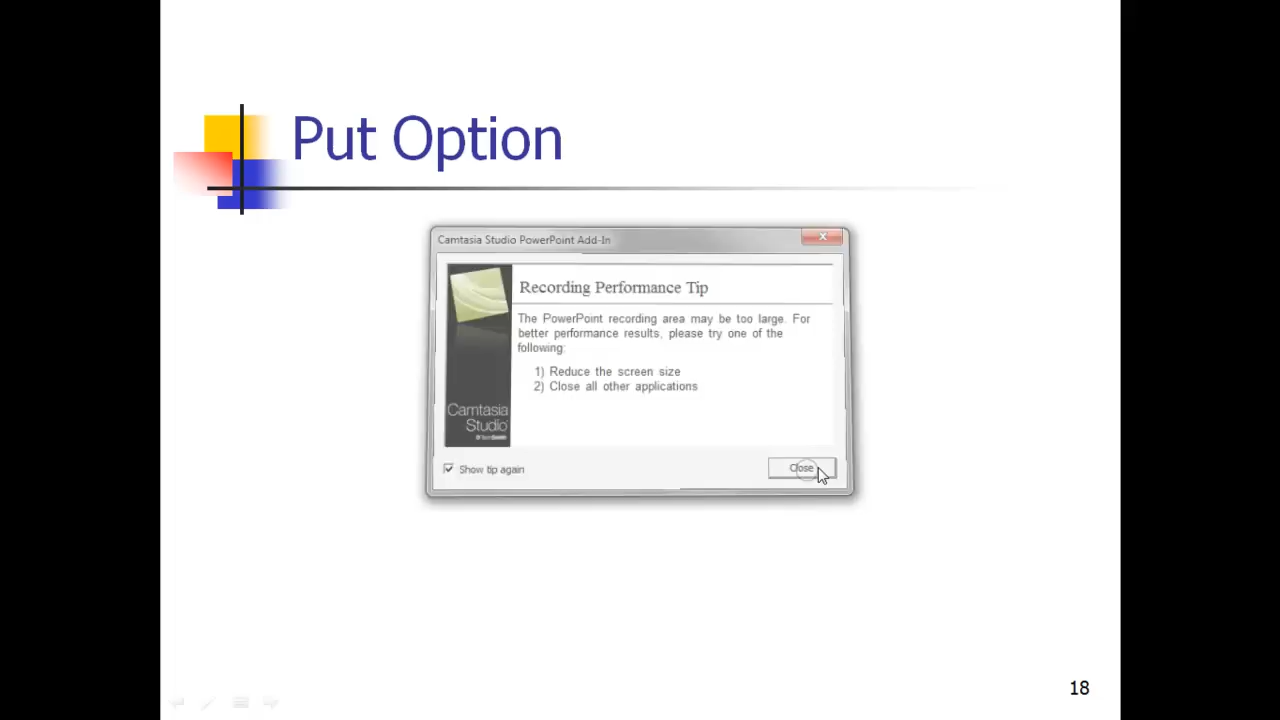 Put Option
Camtasia Studio PowerPoint Add-In
Recording Performance Tip
The PowerPoint recording area may be too large. For
better performance results, please try one of the
following:
1) Reduce the screen size
2) Close all other applications
Camtasia
Studio
TechSmith
Show tip again
Close
18